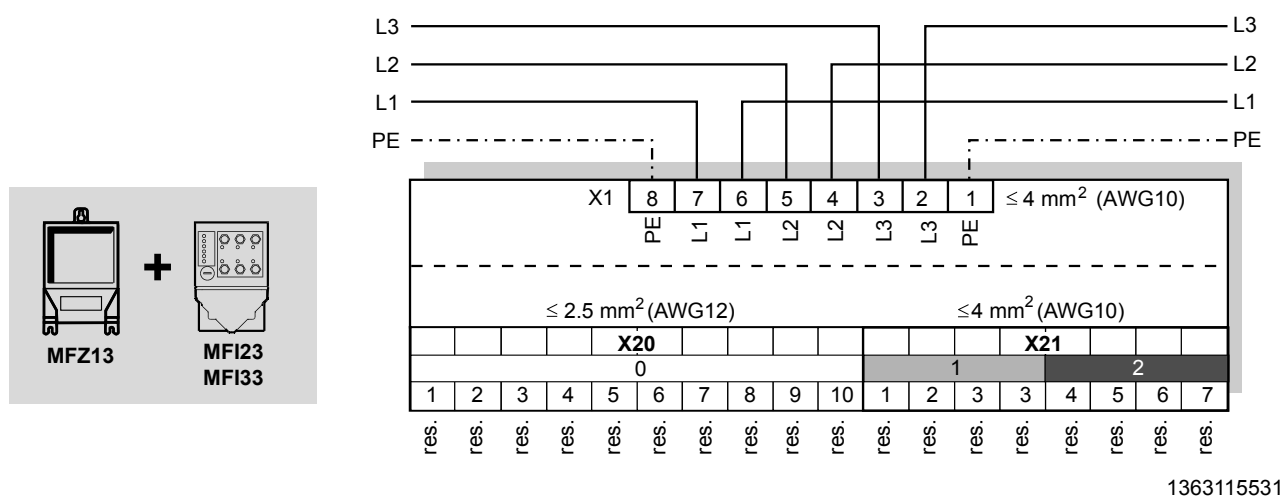 L3 L3
L2 L2
L1 L1
PE PE
X1 8 7 6 5 4 3 2 1 ≤ 4 mm² (AWG10)
PE L1 L1 L2 L2 L3 L3 PE
≤ 2.5 mm² (AWG12) ≤4 mm² (AWG10)
X20 X21
0 1 2
1 2 3 4 5 6 7 8 9 10 1 2 3 3 4 5 6 7
res. res. res. res. res. res. res. res. res. res. res. res. res. res. res. res. res. res.
MFZ13
MFI23
MFI33
1363115531